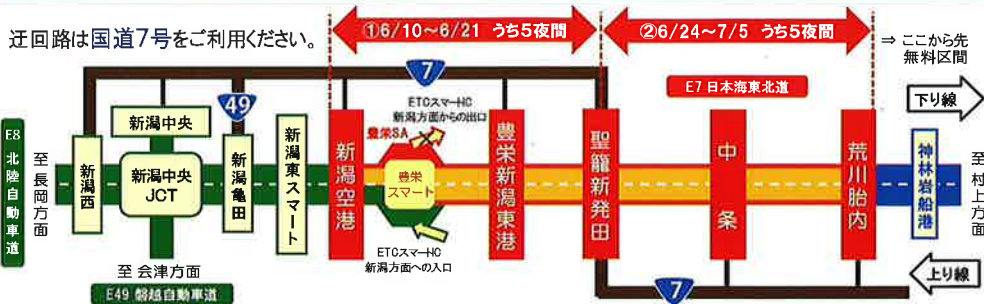 迂回路は国道7号をご利用ください。
①6/10～6/21 うち5夜間
②6/24～7/5 うち5夜間
⇒ ここから先
無料区間
7
E7 日本海東北道
下り線
49
ETCスマートIC
新潟方面からの出口
豊栄SA
E8 北陸自動車道
至 長岡方面
新潟西
新潟中央
新潟中央
JCT
新潟亀田
新潟東スマート
新潟空港
豊栄
スマート
豊栄新潟東港
聖籠新発田
中条
荒川胎内
神林岩船港
至 村上方面
ETCスマートIC
新潟方面への入口
至 会津方面
E49 磐越自動車道
7
上り線